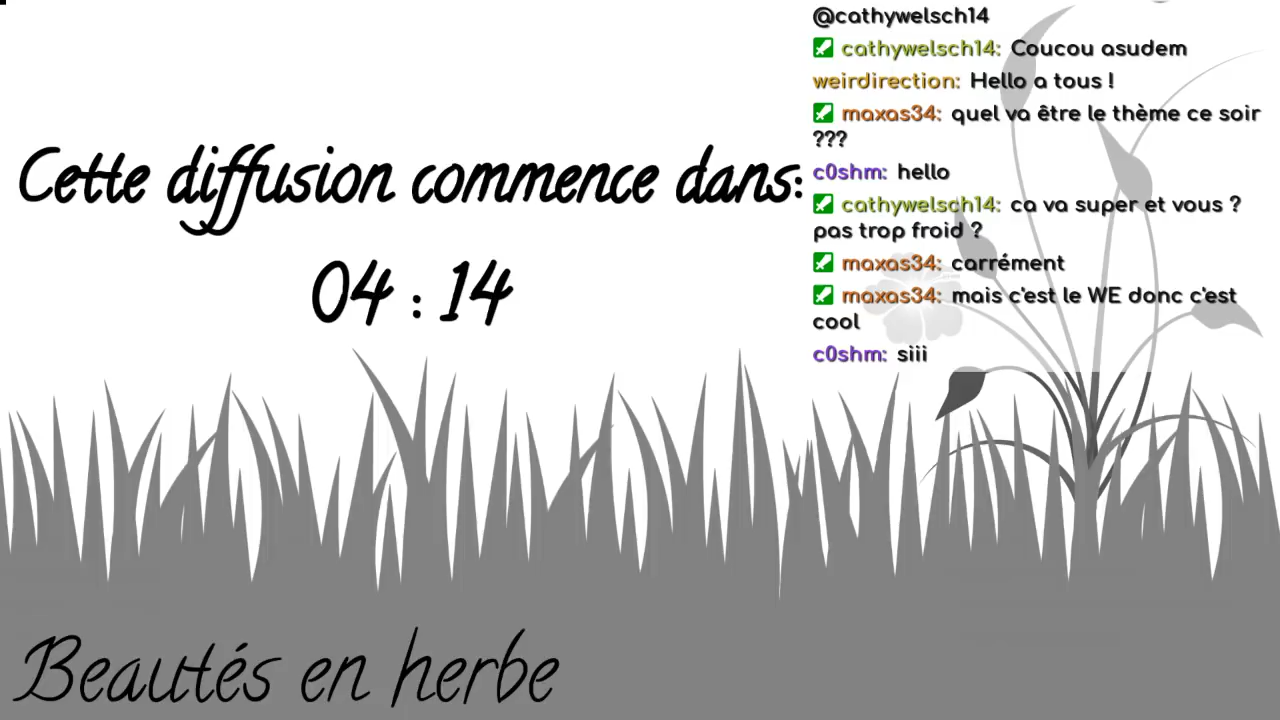 Cette diffusion commence dans:
04 : 14
@cathywelsch14
cathywelsch14: Coucou asudem
weirdirection: Hello a tous !
maxas34: quel va être le thème ce soir
???
c0shm: hello
cathywelsch14: ca va super et vous ?
pas trop froid ?
maxas34: carrément
maxas34: mais c'est le WE donc c'est
cool
c0shm: siii
Beautés en herbe